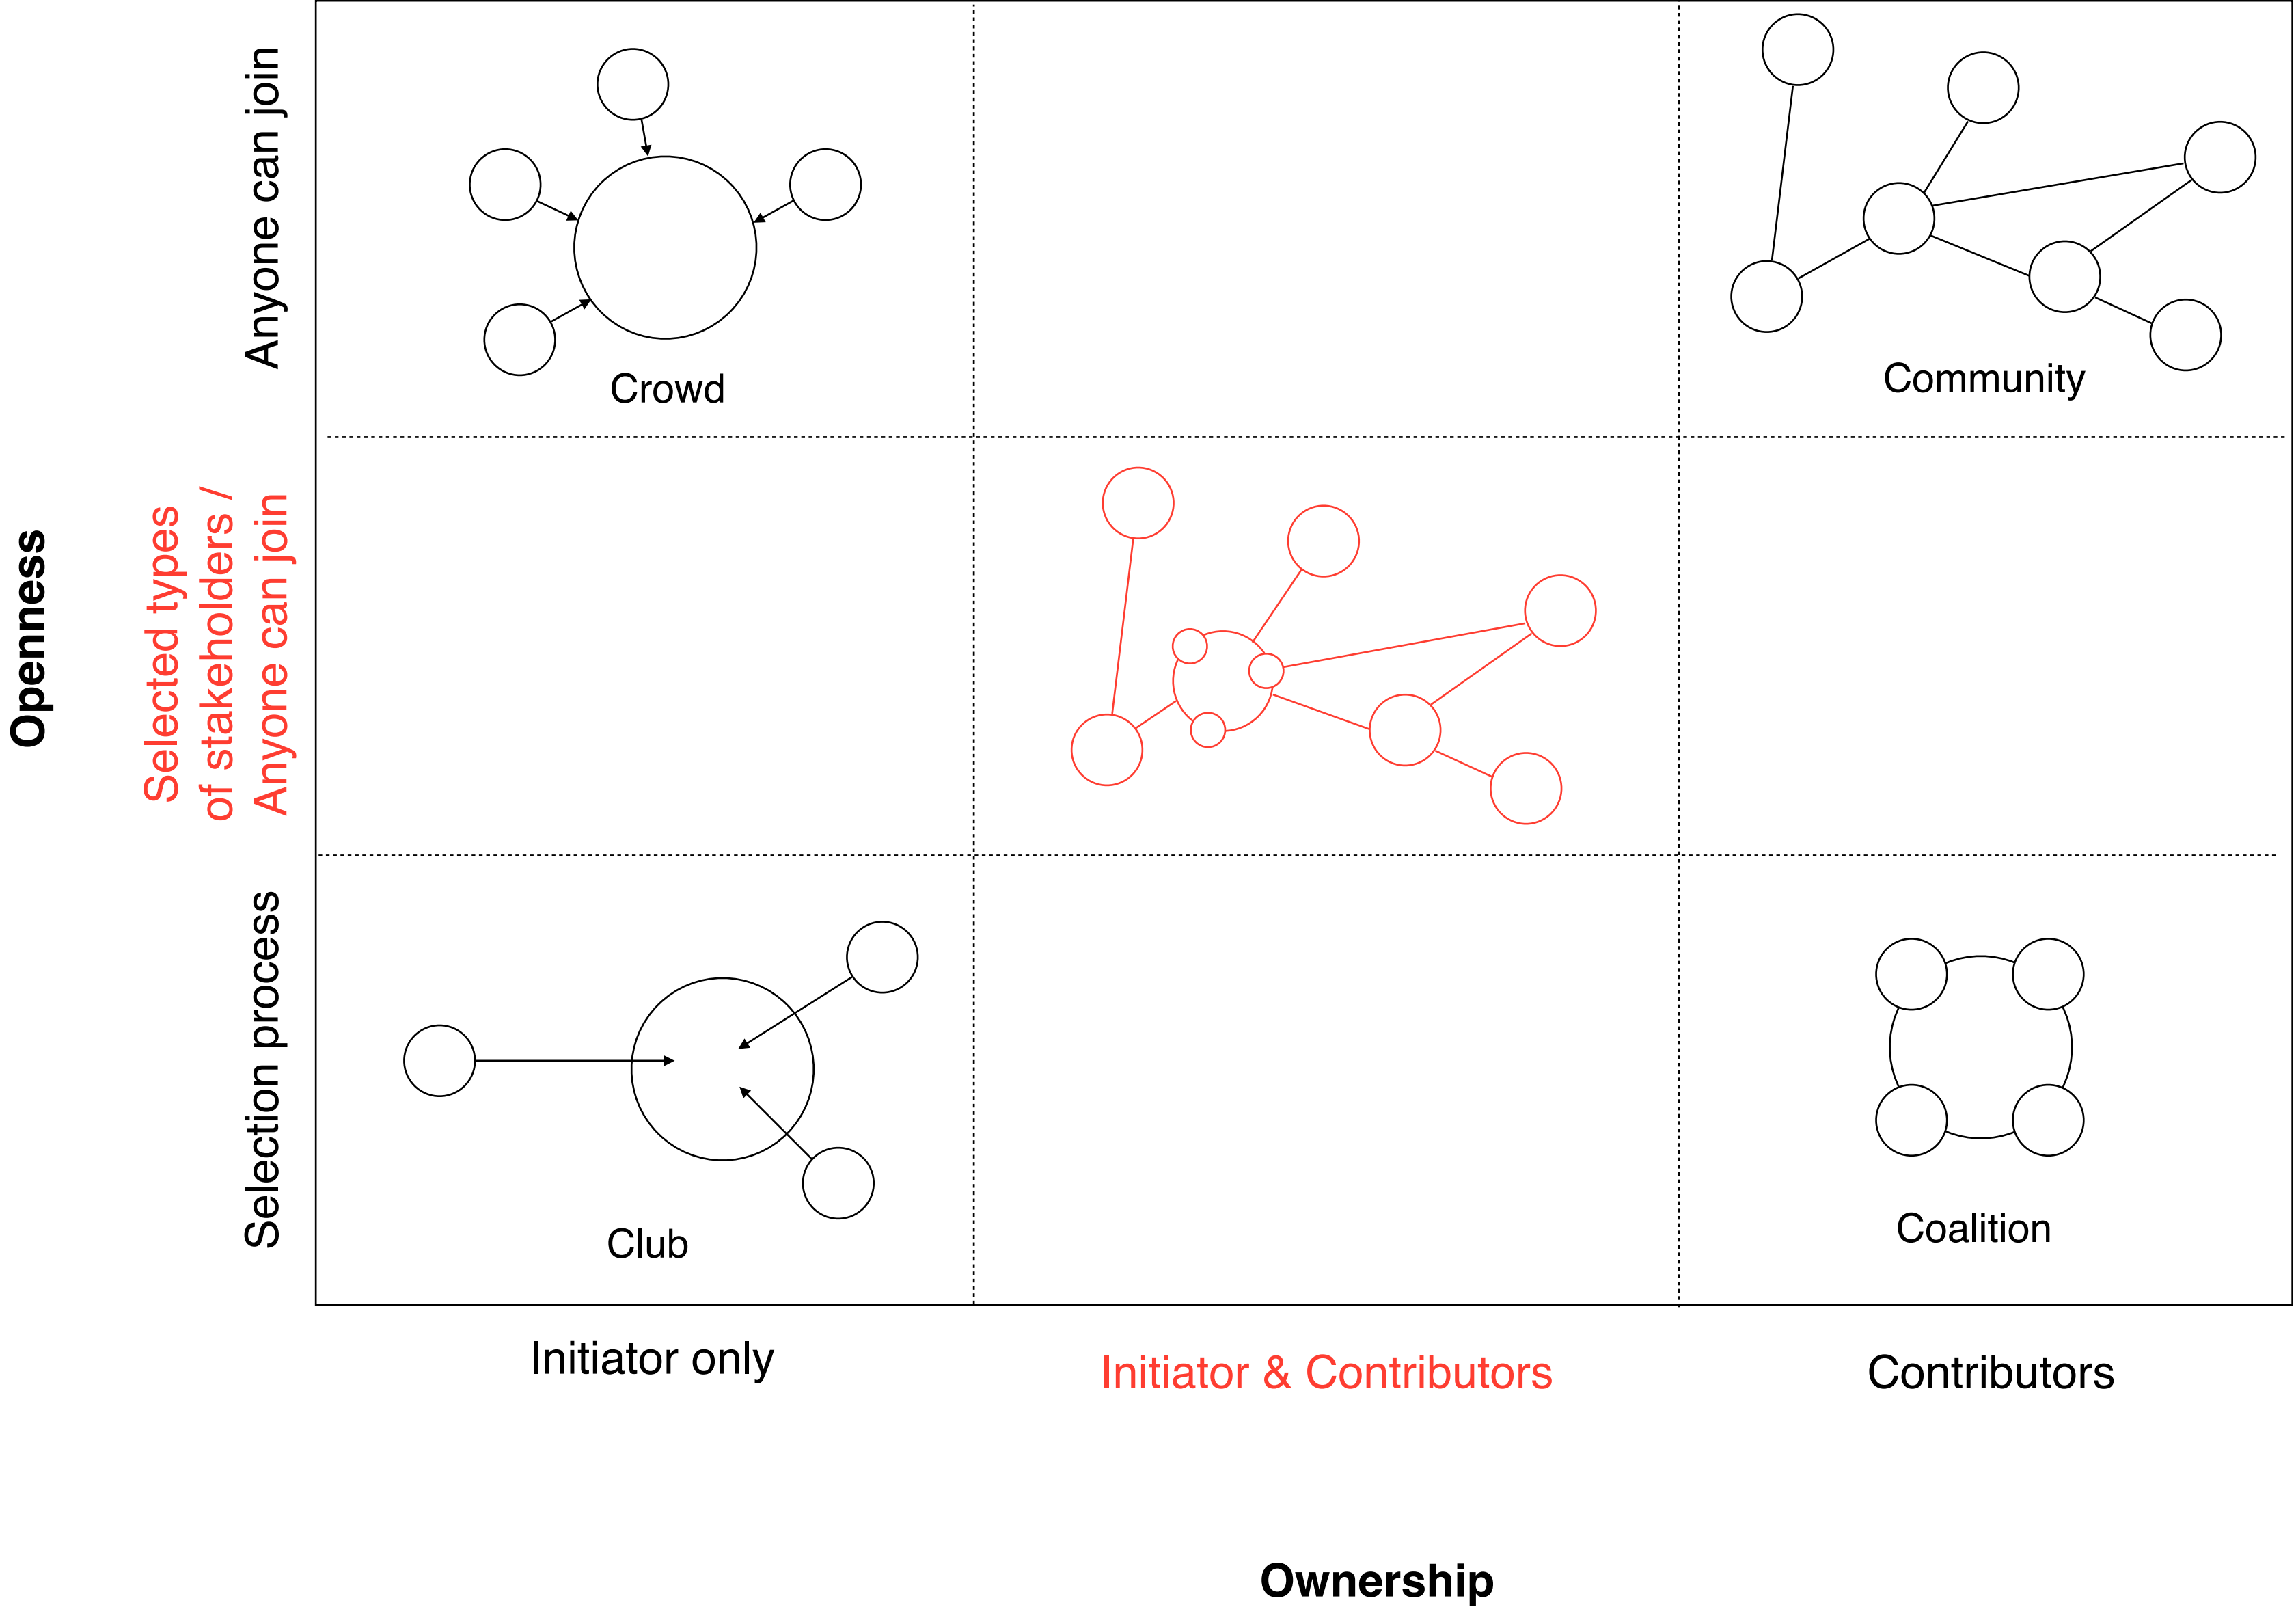 Openness
Anyone can join
Selected types
of stakeholders /
Anyone can join
Selection process
Crowd
Community
Club
Coalition
Initiator only
Initiator & Contributors
Contributors
Ownership